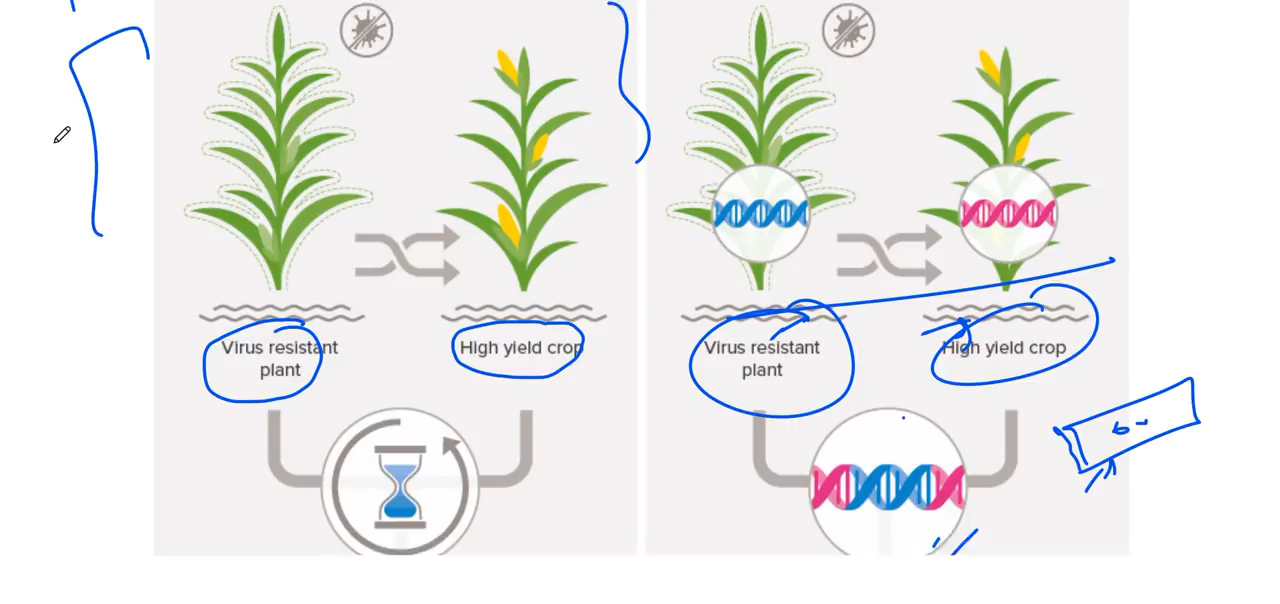 Virus resistant
plant
High yield crop
Virus resistant
plant
High yield crop